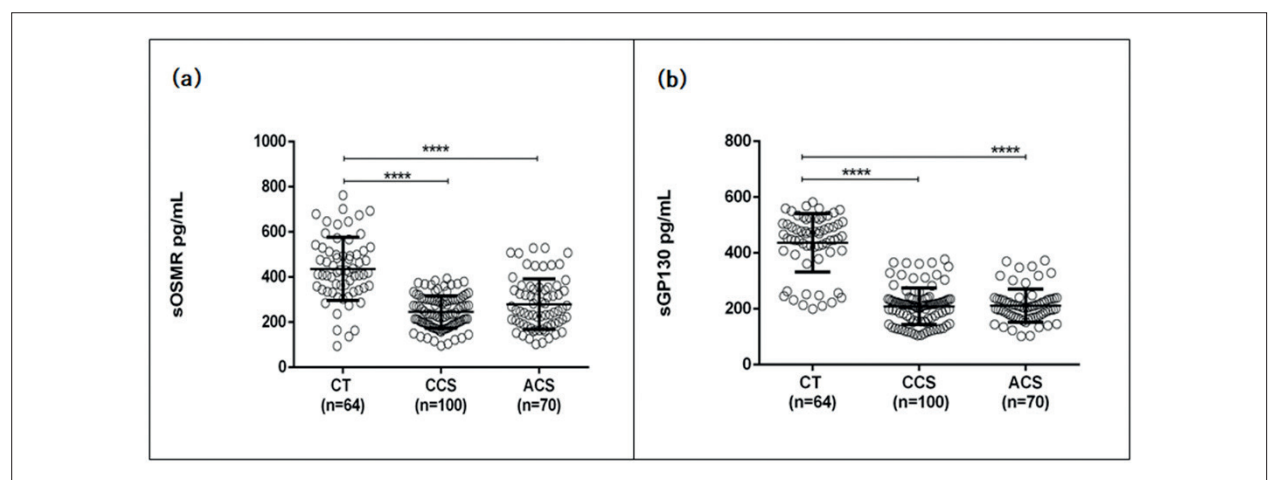 (a)
sOSMR pg/mL
1000
800
600
400
200
0
****
****
CT
(n=64)
CCS
(n=100)
ACS
(n=70)
(b)
sGP130 pg/mL
800
600
400
200
0
****
****
CT
(n=64)
CCS
(n=100)
ACS
(n=70)